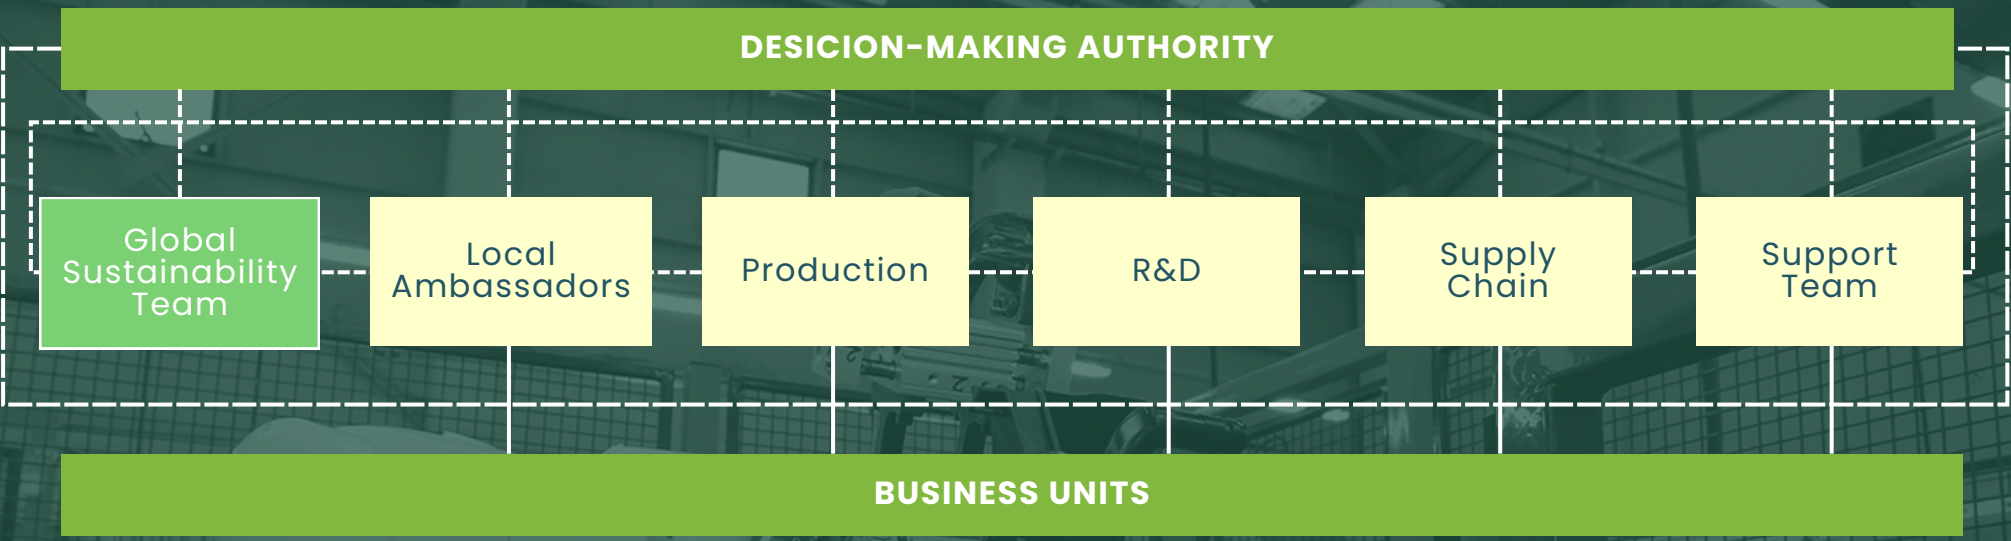 DESICION-MAKING AUTHORITY
Global
Sustainability
Team
Local
Ambassadors
Production
R&D
Supply
Chain
Support
Team
BUSINESS UNITS